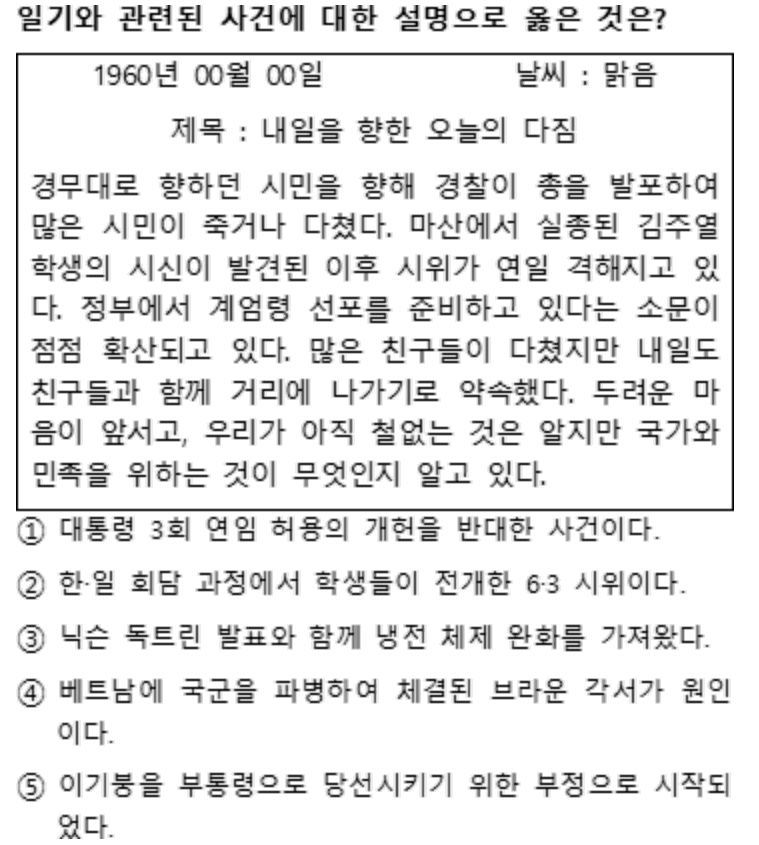 일기와 관련된 사건에 대한 설명으로 옳은 것은?
1960년 00월 00일 날씨 : 맑음
제목 : 내일을 향한 오늘의 다짐
경무대로 향하던 시민을 향해 경찰이 총을 발포하여
많은 시민이 죽거나 다쳤다. 마산에서 실종된 김주열
학생의 시신이 발견된 이후 시위가 연일 격해지고 있
다. 정부에서 계엄령 선포를 준비하고 있다는 소문이
점점 확산되고 있다. 많은 친구들이 다쳤지만 내일도
친구들과 함께 거리에 나가기로 약속했다. 두려운 마
음이 앞서고, 우리가 아직 철없는 것은 알지만 국가와
민족을 위하는 것이 무엇인지 알고 있다.
① 대통령 3회 연임 허용의 개헌을 반대한 사건이다.
② 한·일 회담 과정에서 학생들이 전개한 6·3 시위이다.
③ 닉슨 독트린 발표와 함께 냉전 체제 완화를 가져왔다.
④ 베트남에 국군을 파병하여 체결된 브라운 각서가 원인
이다.
⑤ 이기붕을 부통령으로 당선시키기 위한 부정으로 시작되
었다.